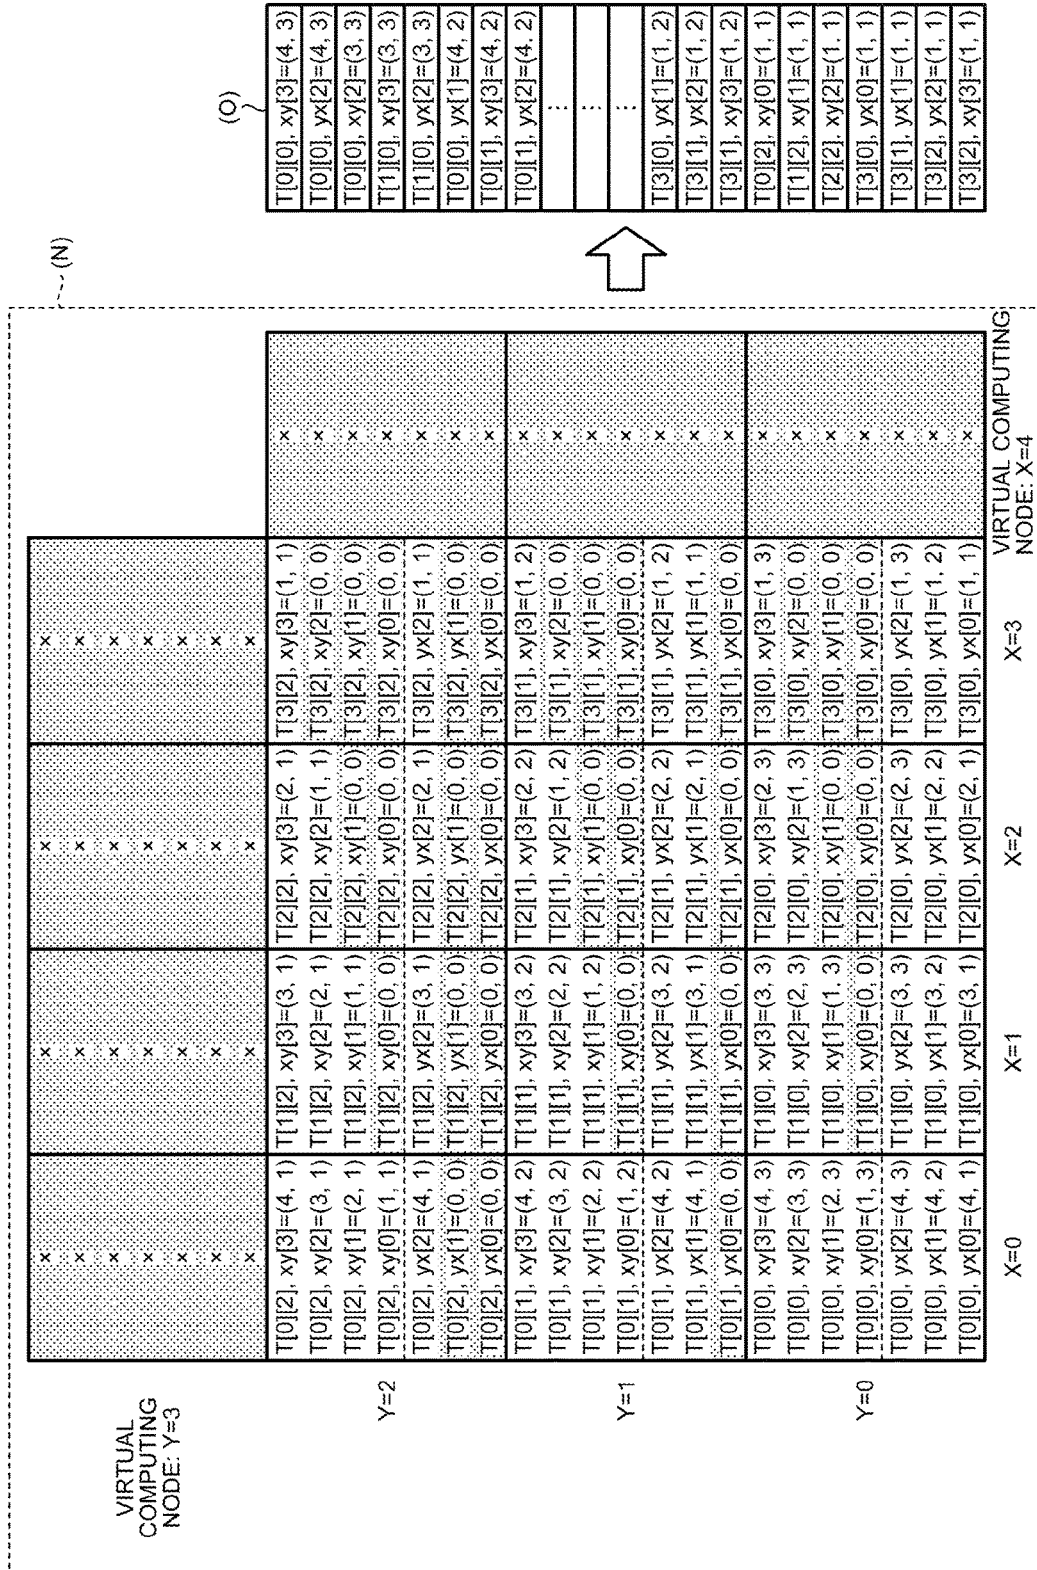 (N)
(O)
VIRTUAL
COMPUTING
NODE: Y=3
× × × ×
× × × ×
× × × ×
× × × ×
× × × ×
× × × ×
× × × ×
Y=2
T[0][2], xy[3]=(4, 1) T[1][2], xy[3]=(3, 1) T[2][2], xy[3]=(2, 1) T[3][2], xy[3]=(1, 1) ×
T[0][2], xy[2]=(3, 1) T[1][2], xy[2]=(2, 1) T[2][2], xy[2]=(1, 1) T[3][2], xy[2]=(0, 0) ×
T[0][2], xy[1]=(2, 1) T[1][2], xy[1]=(1, 1) T[2][2], xy[1]=(0, 0) T[3][2], xy[1]=(0, 0) ×
T[0][2], xy[0]=(1, 1) T[1][2], xy[0]=(0, 0) T[2][2], xy[0]=(0, 0) T[3][2], xy[0]=(0, 0) ×
T[0][2], yx[2]=(4, 1) T[1][2], yx[2]=(3, 1) T[2][2], yx[2]=(2, 1) T[3][2], yx[2]=(1, 1) ×
T[0][2], yx[1]=(0, 0) T[1][2], yx[1]=(0, 0) T[2][2], yx[1]=(0, 0) T[3][2], yx[1]=(0, 0) ×
T[0][2], yx[0]=(0, 0) T[1][2], yx[0]=(0, 0) T[2][2], yx[0]=(0, 0) T[3][2], yx[0]=(0, 0) ×
Y=1
T[0][1], xy[3]=(4, 2) T[1][1], xy[3]=(3, 2) T[2][1], xy[3]=(2, 2) T[3][1], xy[3]=(1, 2) ×
T[0][1], xy[2]=(3, 2) T[1][1], xy[2]=(2, 2) T[2][1], xy[2]=(1, 2) T[3][1], xy[2]=(0, 0) ×
T[0][1], xy[1]=(2, 2) T[1][1], xy[1]=(1, 2) T[2][1], xy[1]=(0, 0) T[3][1], xy[1]=(0, 0) ×
T[0][1], xy[0]=(1, 2) T[1][1], xy[0]=(0, 0) T[2][1], xy[0]=(0, 0) T[3][1], xy[0]=(0, 0) ×
T[0][1], yx[2]=(4, 2) T[1][1], yx[2]=(3, 2) T[2][1], yx[2]=(2, 2) T[3][1], yx[2]=(1, 2) ×
T[0][1], yx[1]=(4, 1) T[1][1], yx[1]=(3, 1) T[2][1], yx[1]=(2, 1) T[3][1], yx[1]=(1, 1) ×
T[0][1], yx[0]=(0, 0) T[1][1], yx[0]=(0, 0) T[2][1], yx[0]=(0, 0) T[3][1], yx[0]=(0, 0) ×
Y=0
T[0][0], xy[3]=(4, 3) T[1][0], xy[3]=(3, 3) T[2][0], xy[3]=(2, 3) T[3][0], xy[3]=(1, 3) ×
T[0][0], xy[2]=(3, 3) T[1][0], xy[2]=(2, 3) T[2][0], xy[2]=(1, 3) T[3][0], xy[2]=(0, 0) ×
T[0][0], xy[1]=(2, 3) T[1][0], xy[1]=(1, 3) T[2][0], xy[1]=(0, 0) T[3][0], xy[1]=(0, 0) ×
T[0][0], xy[0]=(1, 3) T[1][0], xy[0]=(0, 0) T[2][0], xy[0]=(0, 0) T[3][0], xy[0]=(0, 0) ×
T[0][0], yx[2]=(4, 3) T[1][0], yx[2]=(3, 3) T[2][0], yx[2]=(2, 3) T[3][0], yx[2]=(1, 3) ×
T[0][0], yx[1]=(4, 2) T[1][0], yx[1]=(3, 2) T[2][0], yx[1]=(2, 2) T[3][0], yx[1]=(1, 2) ×
T[0][0], yx[0]=(4, 1) T[1][0], yx[0]=(3, 1) T[2][0], yx[0]=(2, 1) T[3][0], yx[0]=(1, 1) ×
X=0 X=1 X=2 X=3
VIRTUAL COMPUTING
NODE: X=4
T[0][0], xy[3]=(4, 3)
T[0][0], yx[2]=(4, 3)
T[0][0], xy[2]=(3, 3)
T[1][0], xy[3]=(3, 3)
T[1][0], yx[2]=(3, 3)
T[0][0], yx[1]=(4, 2)
T[0][1], xy[3]=(4, 2)
T[0][1], yx[2]=(4, 2)
...
...
...
T[3][0], yx[1]=(1, 2)
T[3][1], yx[2]=(1, 2)
T[3][1], xy[3]=(1, 2)
T[0][2], xy[0]=(1, 1)
T[1][2], xy[1]=(1, 1)
T[2][2], xy[2]=(1, 1)
T[3][0], yx[0]=(1, 1)
T[3][1], yx[1]=(1, 1)
T[3][2], yx[2]=(1, 1)
T[3][2], xy[3]=(1, 1)